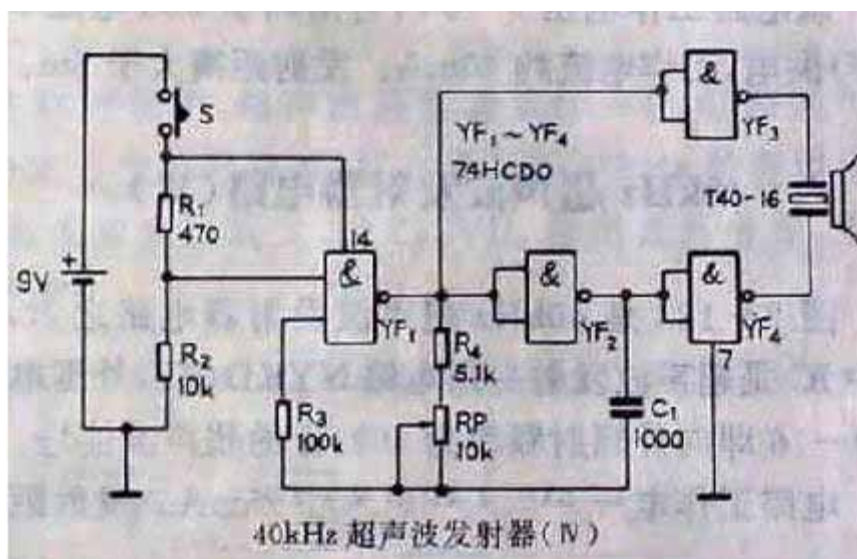 S
&
YF₃
YF₁~YF₄
74HCDO
T40-16
R₁
470
14
+
9V
&
YF₁
&
YF₂
&
YF₄
7
R₂
10k
R₄
5.1k
R₃
100k
RP
10k
C₁
1000
40kHz 超声波发射器(Ⅳ)